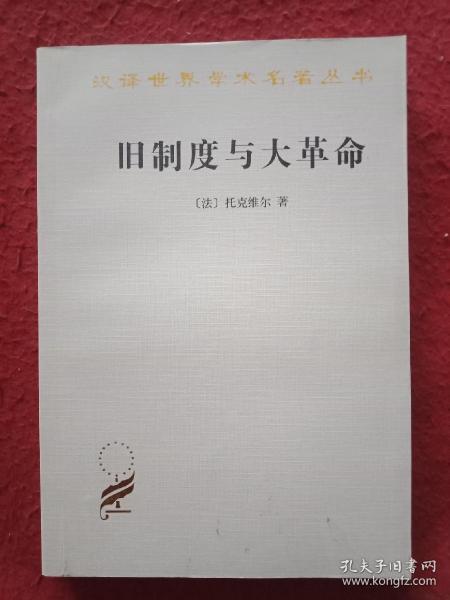 汉译世界学术名著丛书
旧制度与大革命
〔法〕托克维尔 著
孔夫子旧书网
www.kongfz.com